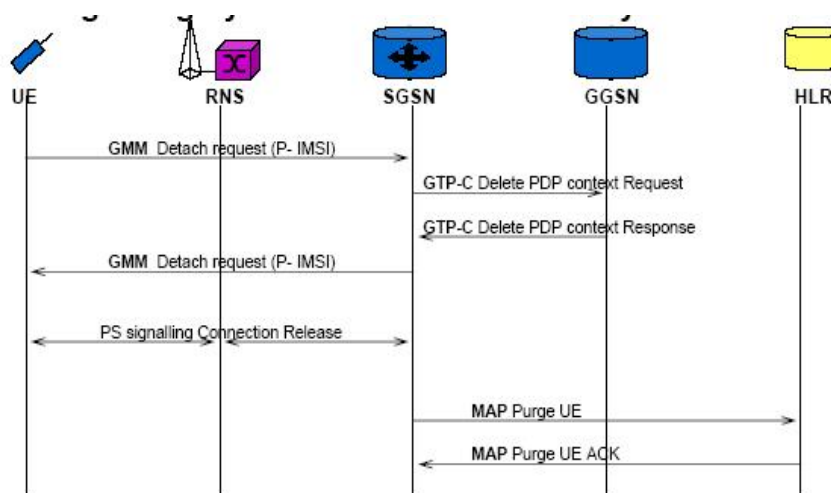 UE RNS SGSN GGSN HLR
GMM Detach request (P- IMSI)
GTP-C Delete PDP context Request
GTP-C Delete PDP context Response
GMM Detach request (P- IMSI)
PS signalling Connection Release
MAP Purge UE
MAP Purge UE ACK